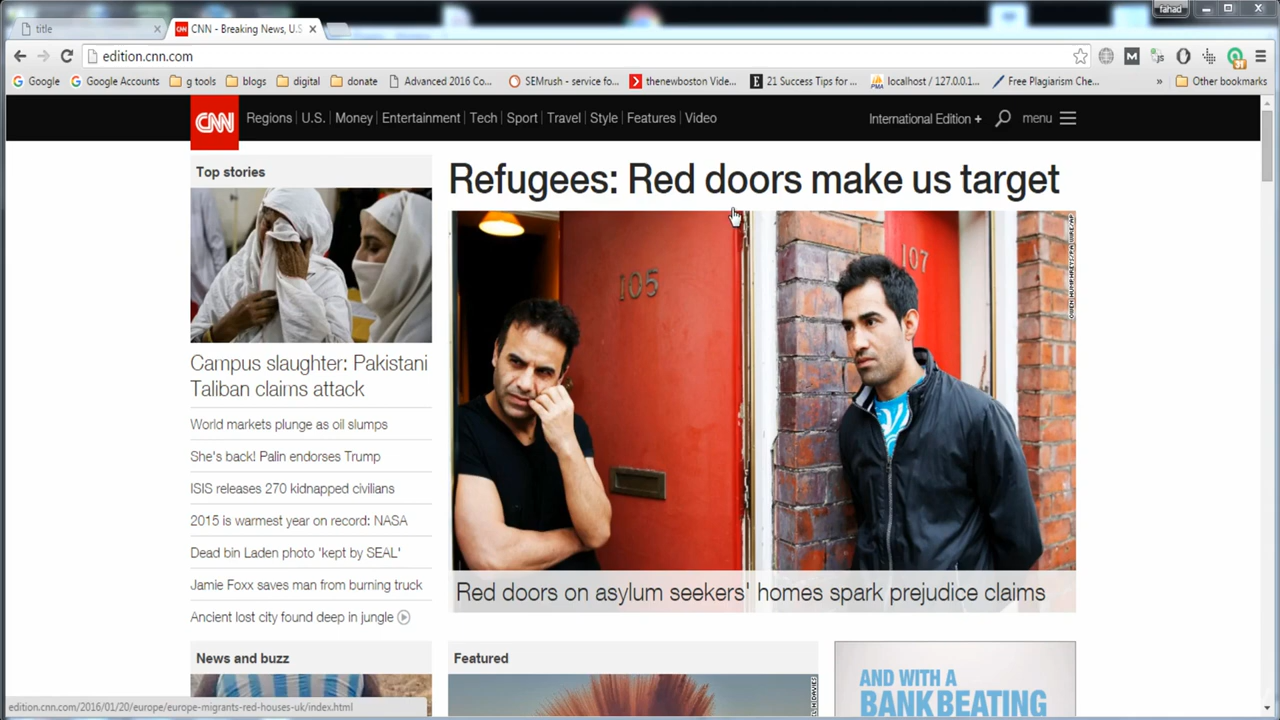 fahad
title
CNN - Breaking News, U.S
edition.cnn.com
Google
Google Accounts
g tools
blogs
digital
donate
Advanced 2016 Co...
SEMrush - service fo...
thenewboston Vide...
21 Success Tips for ...
localhost / 127.0.0.1...
Free Plagiarism Che...
»
Other bookmarks
CNN
Regions
U.S.
Money
Entertainment
Tech
Sport
Travel
Style
Features
Video
International Edition +
menu
Top stories
Campus slaughter: Pakistani
Taliban claims attack
World markets plunge as oil slumps
She's back! Palin endorses Trump
ISIS releases 270 kidnapped civilians
2015 is warmest year on record: NASA
Dead bin Laden photo 'kept by SEAL'
Jamie Foxx saves man from burning truck
Ancient lost city found deep in jungle
News and buzz
Refugees: Red doors make us target
105
107
OWEN HUMPHREYS/PA WIRE/AP
Red doors on asylum seekers' homes spark prejudice claims
Featured
AND WITH A
BANKBEATING
edition.cnn.com/2016/01/20/europe/europe-migrants-red-houses-uk/index.html